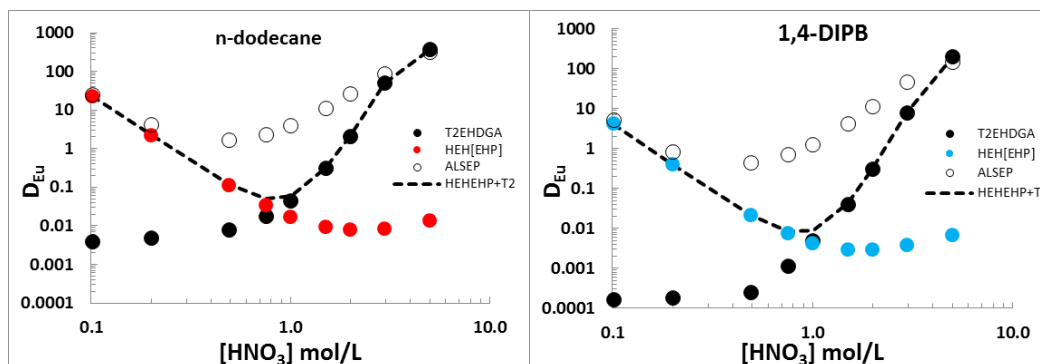 n-dodecane
1000
100
10
1
0.1
0.01
0.001
0.0001
D_Eu
0.1
1.0
10.0
[HNO₃] mol/L
T2EHDGA
HEH[EHP]
ALSEP
HEHEHP+T2
1,4-DIPB
1000
100
10
1
0.1
0.01
0.001
0.0001
D_Eu
0.1
1.0
10.0
[HNO₃] mol/L
T2EHDGA
HEH[EHP]
ALSEP
HEHEHP+T